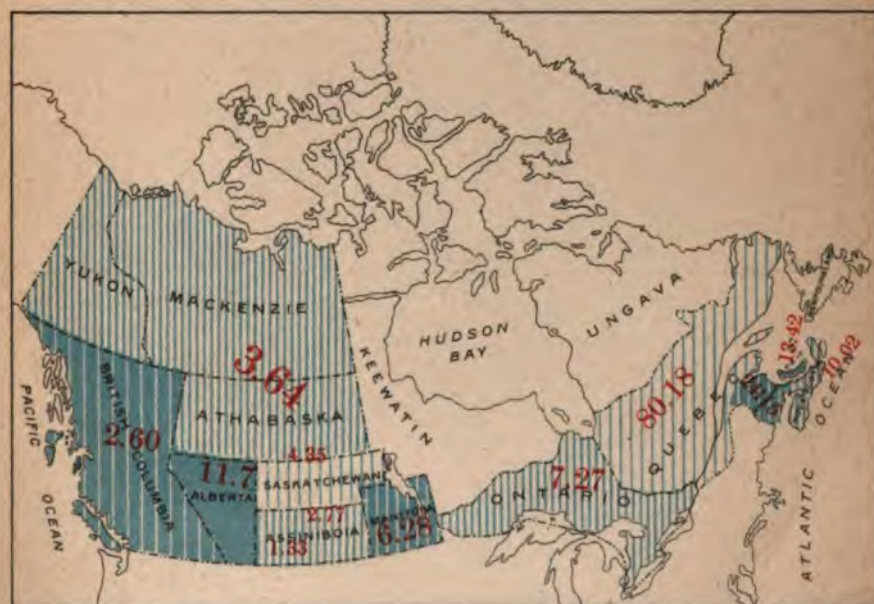 YUKON
MACKENZIE
3.64
ATHABASKA
BRITISH COLUMBIA
2.60
PACIFIC
OCEAN
11.7
ALBERTA
4.35
SASKATCHEWAN
2.77
ASSINIBOIA
1.33
MANITOBA
6.28
KEEWATIN
HUDSON
BAY
UNGAVA
ONTARIO
7.27
QUEBEC
80.18
13.42
10.02
ATLANTIC
OCEAN